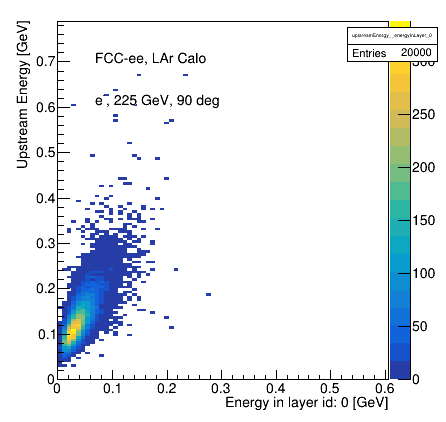 upstreamEnergy_energyInLayer_0
Entries 20000
FCC-ee, LAr Calo
e-, 225 GeV, 90 deg
Upstream Energy [GeV]
0.7
0.6
0.5
0.4
0.3
0.2
0.1
0
0 0.1 0.2 0.3 0.4 0.5 0.6
Energy in layer id: 0 [GeV]
300
250
200
150
100
50
0